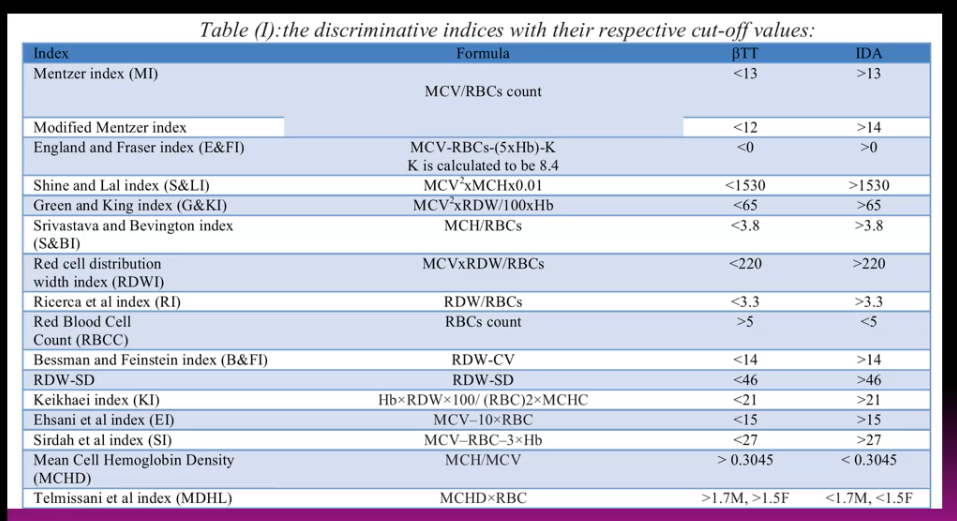 Table (I):the discriminative indices with their respective cut-off values:
Index Formula βTT IDA
Mentzer index (MI) <13 >13
MCV/RBCs count
Modified Mentzer index <12 >14
England and Fraser index (E&FI) MCV-RBCs-(5xHb)-K <0 >0
K is calculated to be 8.4
Shine and Lal index (S&LI) MCV²xMCHx0.01 <1530 >1530
Green and King index (G&KI) MCV²xRDW/100xHb <65 >65
Srivastava and Bevington index MCH/RBCs <3.8 >3.8
(S&BI)
Red cell distribution MCVxRDW/RBCs <220 >220
width index (RDWI)
Ricerca et al index (RI) RDW/RBCs <3.3 >3.3
Red Blood Cell RBCs count >5 <5
Count (RBCC)
Bessman and Feinstein index (B&FI) RDW-CV <14 >14
RDW-SD RDW-SD <46 >46
Keikhaei index (KI) Hb×RDW×100/ (RBC)2×MCHC <21 >21
Ehsani et al index (EI) MCV–10×RBC <15 >15
Sirdah et al index (SI) MCV–RBC–3×Hb <27 >27
Mean Cell Hemoglobin Density MCH/MCV > 0.3045 < 0.3045
(MCHD)
Telmissani et al index (MDHL) MCHD×RBC >1.7M, >1.5F <1.7M, <1.5F